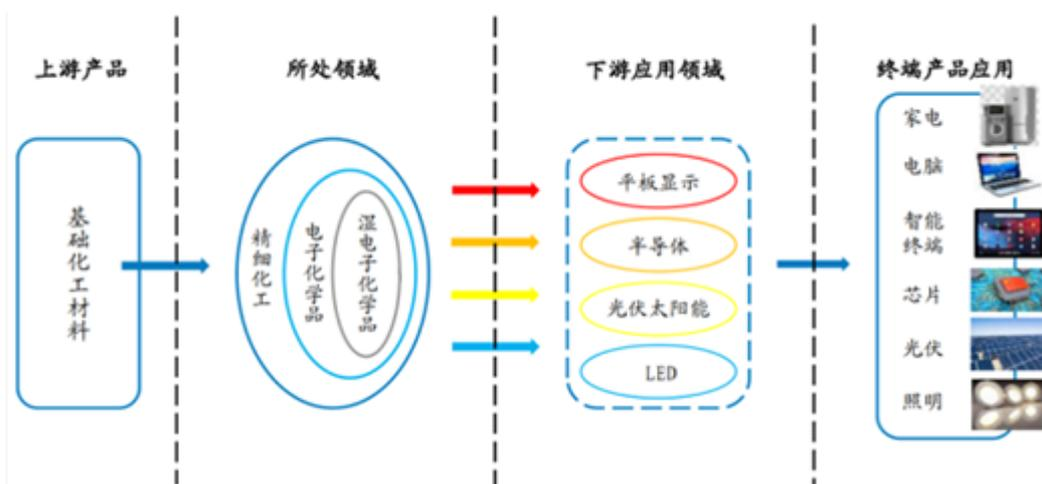 上游产品
所处领域
下游应用领域
终端产品应用
基础化工材料
精细化工
电子化学品
湿电子化学品
平板显示
半导体
光伏太阳能
LED
家电
电脑
智能
终端
芯片
光伏
照明